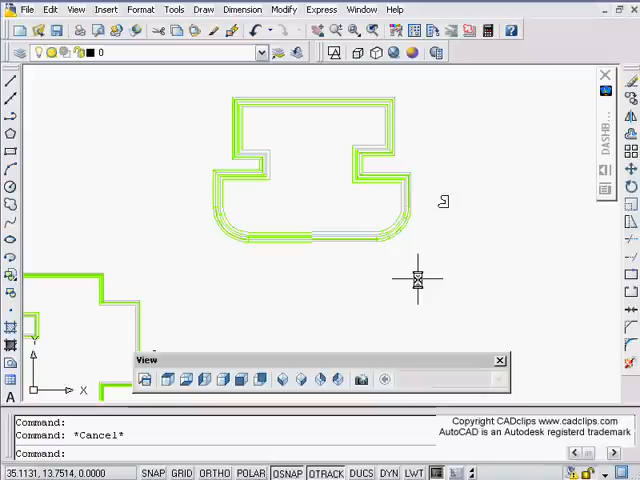 File Edit View Insert Format Tools Draw Dimension Modify Express Window Help
0
DASHB...
X
View
Command:
Command: *Cancel*
Command:
Copyright CADclips www.cadclips.com
AutoCAD is an Autodesk registerd trademark
35.1131, 13.7514, 0.0000 SNAP GRID ORTHO POLAR OSNAP OTRACK DUCS DYN LWT